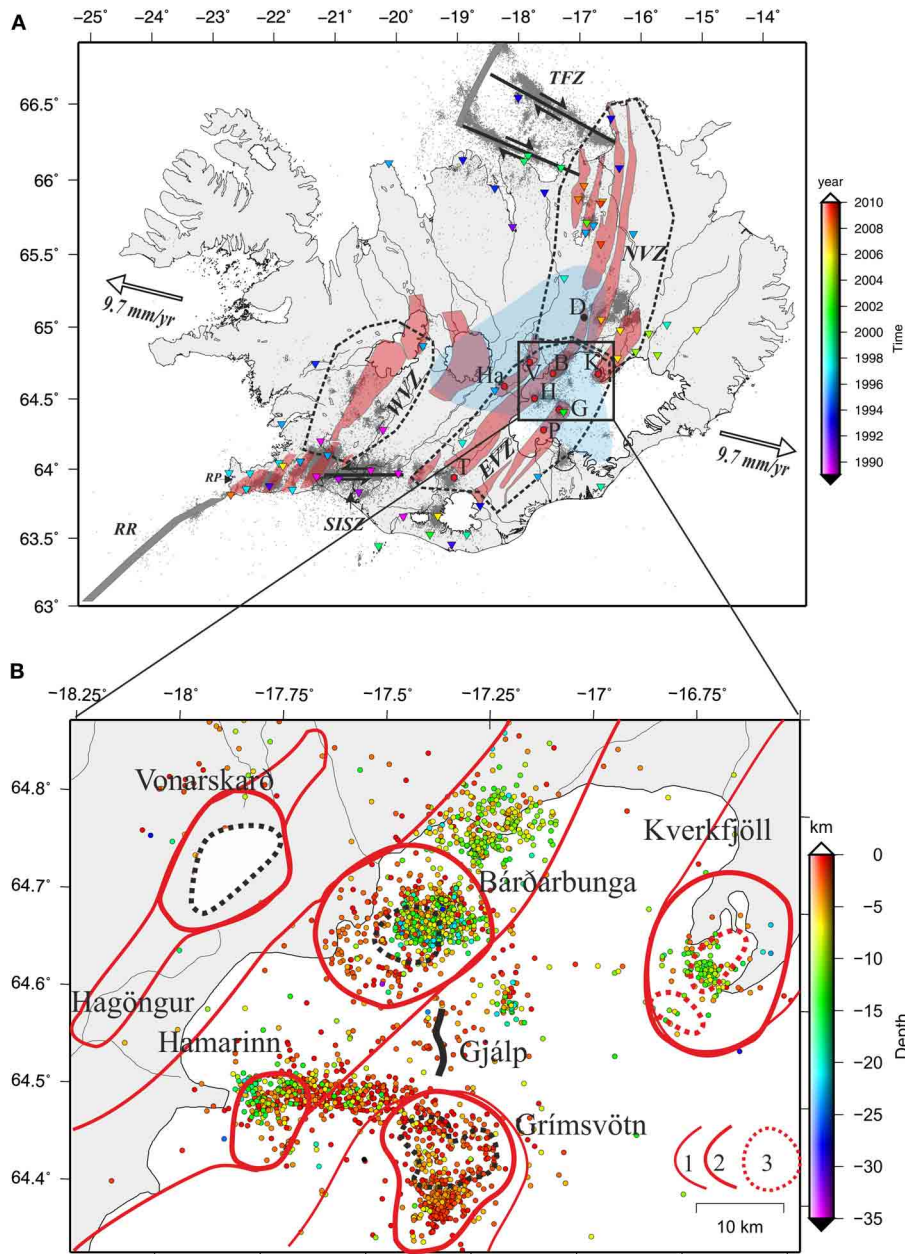 A
−25˚ −24˚ −23˚ −22˚ −21˚ −20˚ −19˚ −18˚ −17˚ −16˚ −15˚ −14˚
66.5˚
66˚
65.5˚
65˚
64.5˚
64˚
63.5˚
63˚
TFZ
NVZ
9.7 mm/yr
D
Ha
V
B
K
WVZ
H
G
P
EVZ
T
9.7 mm/yr
RP
SISZ
RR
year
2010
2008
2006
2004
2002
2000
1998
1996
1994
1992
1990
Time
B
−18.25˚ −18˚ −17.75˚ −17.5˚ −17.25˚ −17˚ −16.75˚
64.8˚
64.7˚
64.6˚
64.5˚
64.4˚
Vonarskarð
Kverkfjöll
Bárðarbunga
Hagöngur
Hamarinn
Gjálp
Grímsvötn
1 2 3
10 km
km
0
−5
−10
−15
−20
−25
−30
−35
Depth